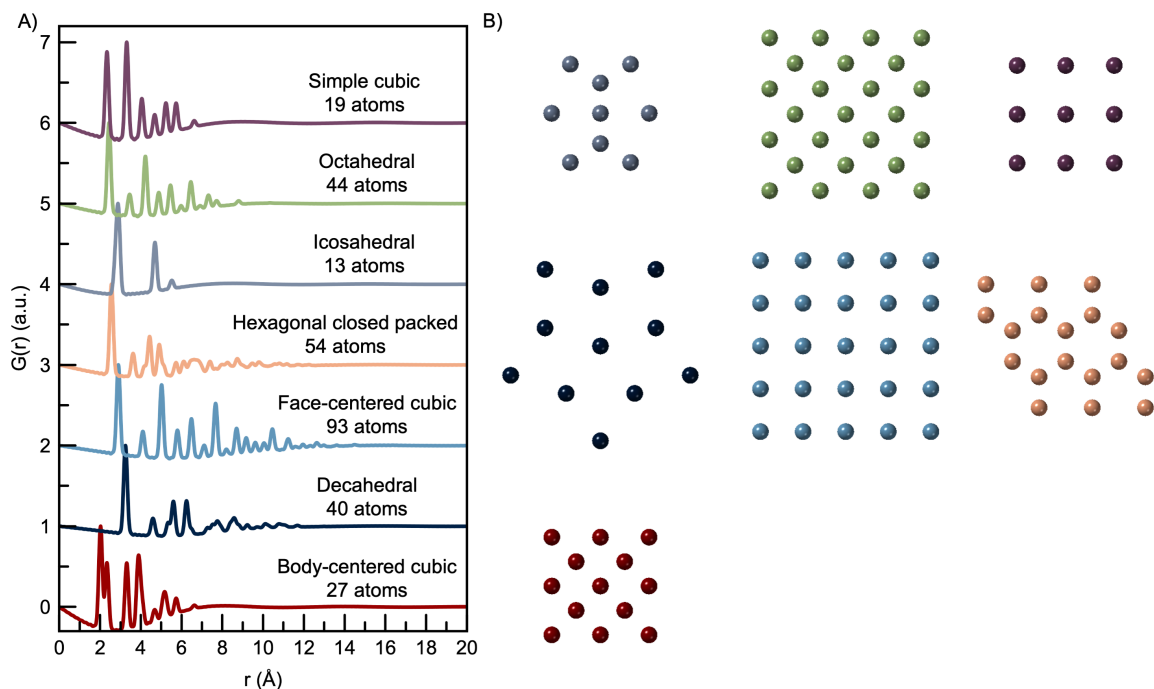 A)
B)
G(r) (a.u.)
7
6
5
4
3
2
1
0
Simple cubic
19 atoms
Octahedral
44 atoms
Icosahedral
13 atoms
Hexagonal closed packed
54 atoms
Face-centered cubic
93 atoms
Decahedral
40 atoms
Body-centered cubic
27 atoms
0 2 4 6 8 10 12 14 16 18 20
r (Å)